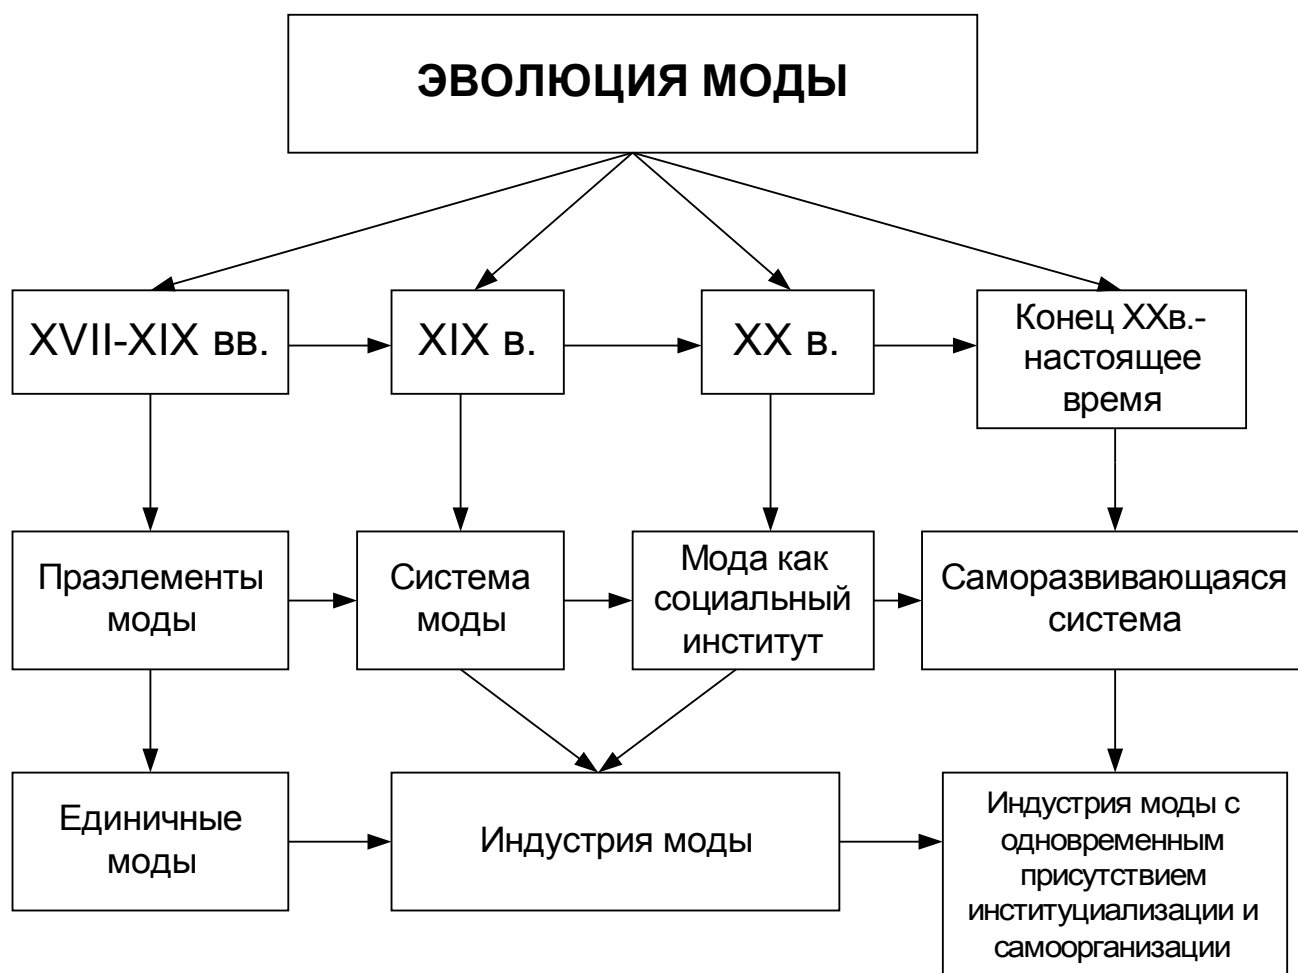 ЭВОЛЮЦИЯ МОДЫ
XVII-XIX вв.
XIX в.
XX в.
Конец XXв.-
настоящее
время
Праэлементы
моды
Система
моды
Мода как
социальный
институт
Саморазвивающаяся
система
Единичные
моды
Индустрия моды
Индустрия моды с
одновременным
присутствием
институциализации и
самоорганизации